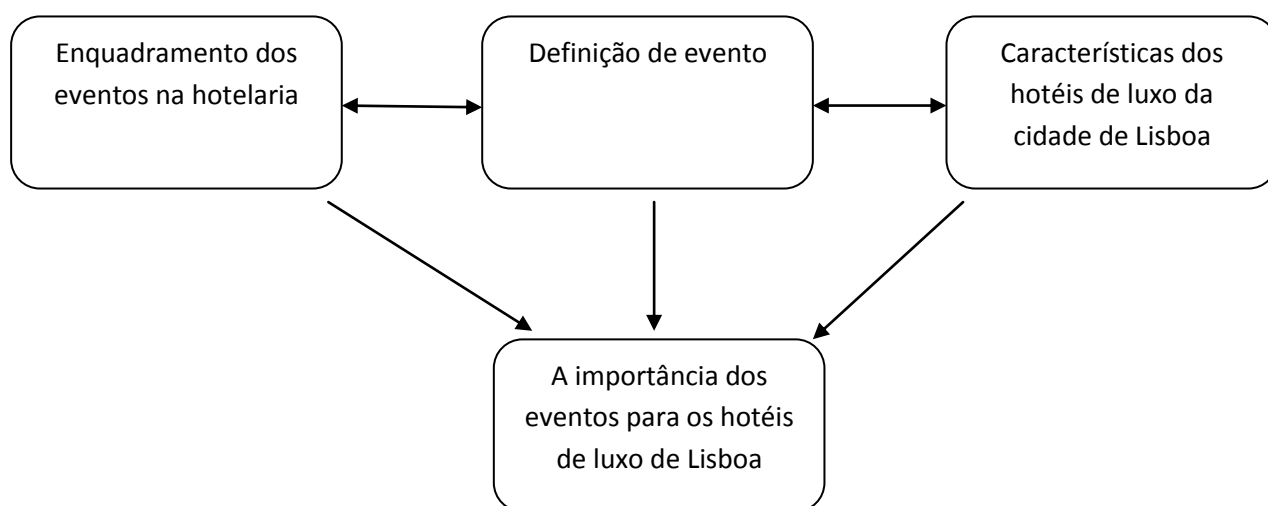 Enquadramento dos
eventos na hotelaria
Definição de evento
Características dos
hotéis de luxo da
cidade de Lisboa
A importância dos
eventos para os hotéis
de luxo de Lisboa